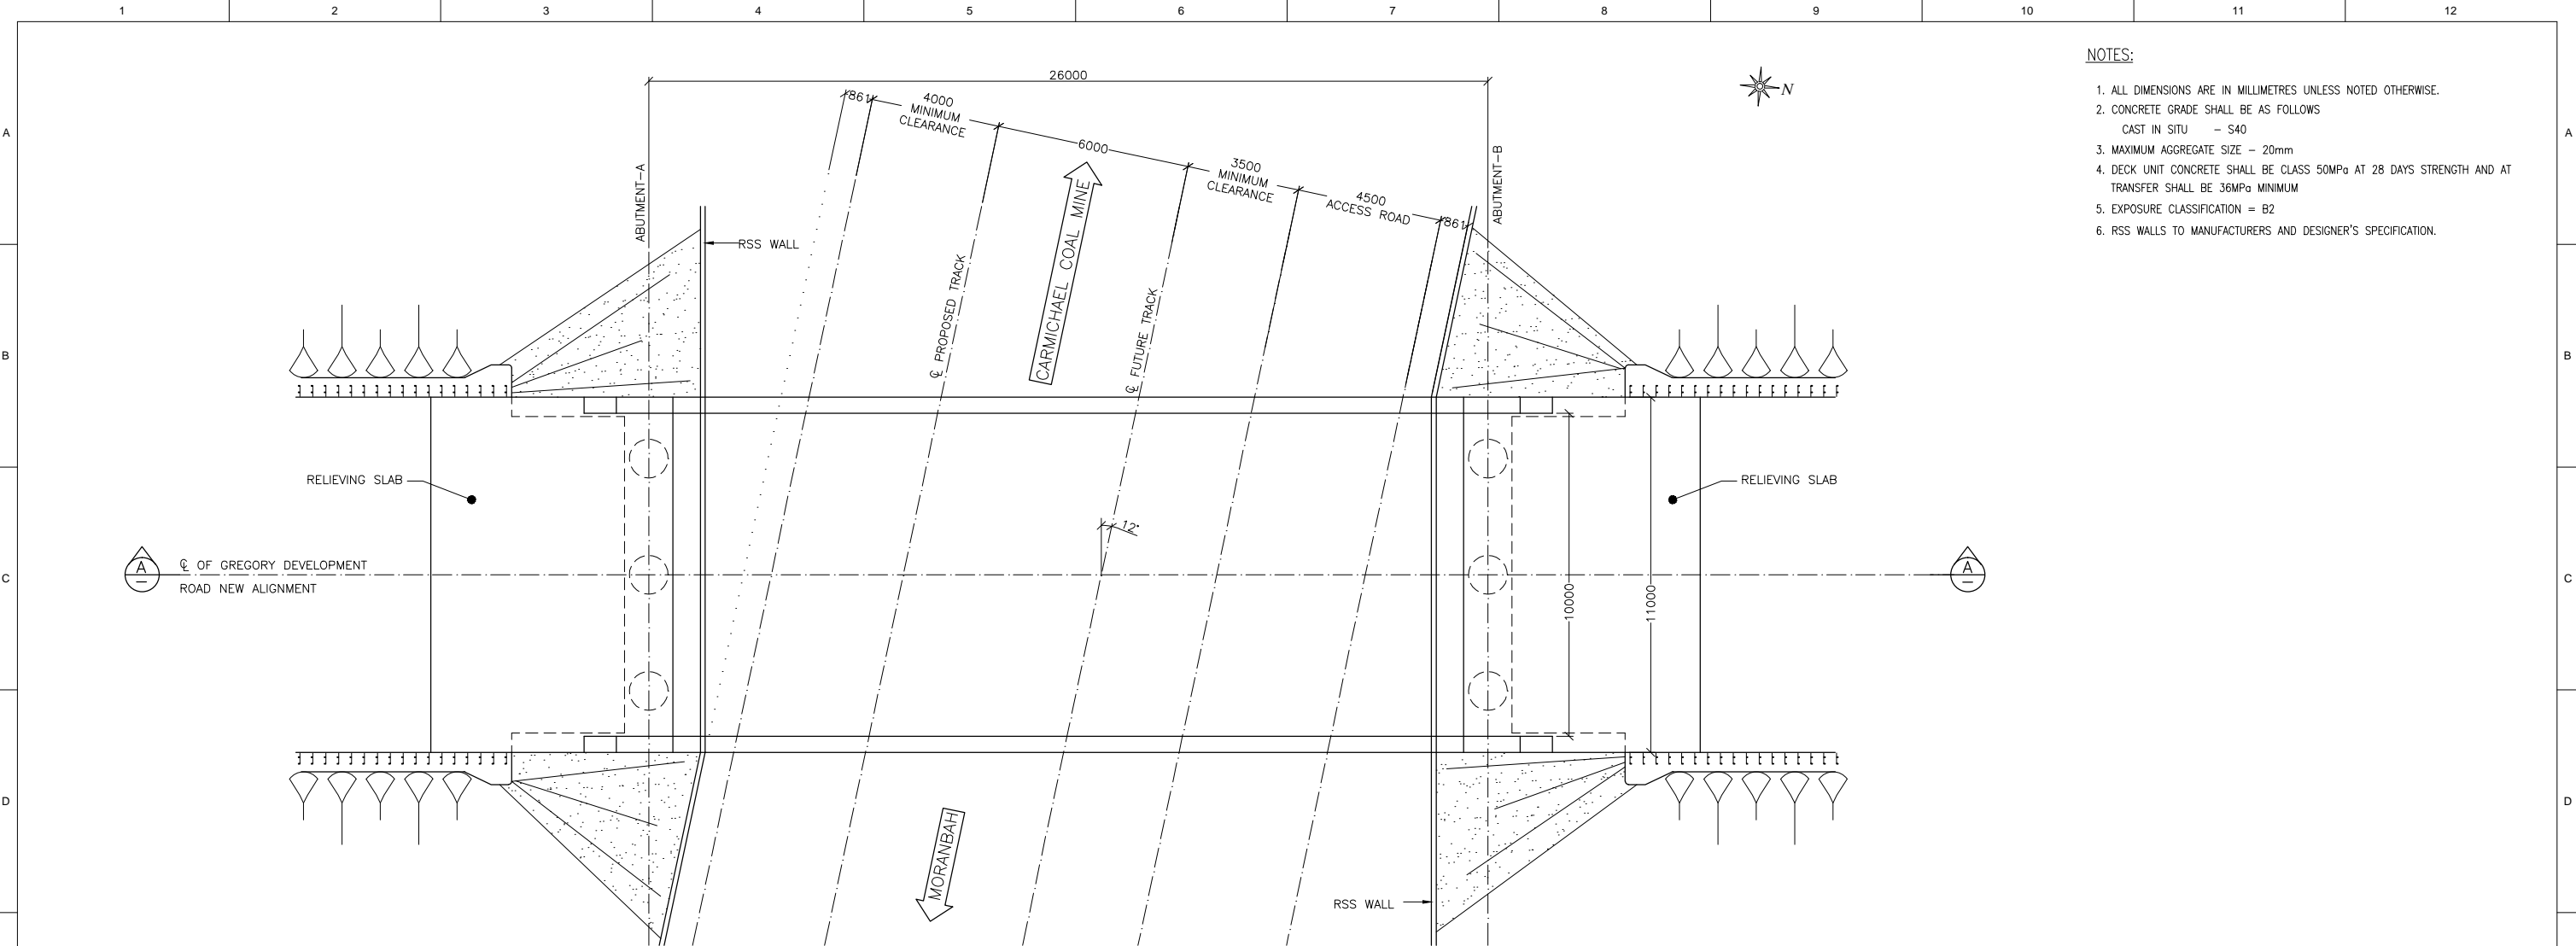 1 2 3 4 5 6 7 8 9 10 11 12
A
B
C
D
A
B
C
D
26000
861
4000
MINIMUM
CLEARANCE
6000
3500
MINIMUM
CLEARANCE
4500
ACCESS ROAD
861
N
ABUTMENT-A
ABUTMENT-B
RSS WALL
℄ PROPOSED TRACK
CARMICHAEL COAL MINE
℄ FUTURE TRACK
RELIEVING SLAB
RELIEVING SLAB
12°
A
℄ OF GREGORY DEVELOPMENT
ROAD NEW ALIGNMENT
A
10000
11000
MORANBAH
RSS WALL
NOTES:
1. ALL DIMENSIONS ARE IN MILLIMETRES UNLESS NOTED OTHERWISE.
2. CONCRETE GRADE SHALL BE AS FOLLOWS
CAST IN SITU - S40
3. MAXIMUM AGGREGATE SIZE - 20mm
4. DECK UNIT CONCRETE SHALL BE CLASS 50MPa AT 28 DAYS STRENGTH AND AT
TRANSFER SHALL BE 36MPa MINIMUM
5. EXPOSURE CLASSIFICATION = B2
6. RSS WALLS TO MANUFACTURERS AND DESIGNER'S SPECIFICATION.